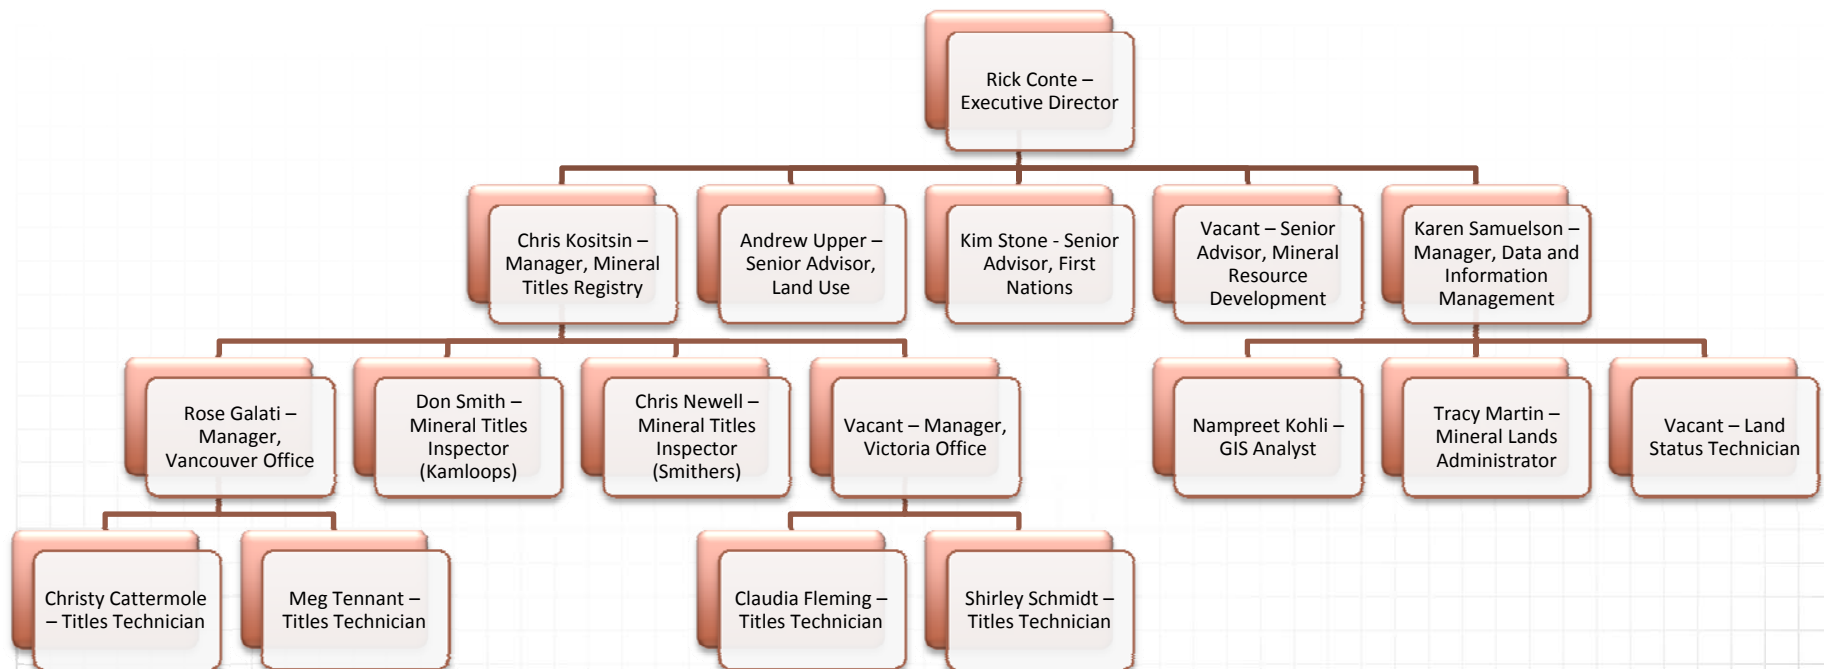 Rick Conte –
Executive Director
Chris Kositsin –
Manager, Mineral
Titles Registry
Andrew Upper –
Senior Advisor,
Land Use
Kim Stone - Senior
Advisor, First
Nations
Vacant – Senior
Advisor, Mineral
Resource
Development
Karen Samuelson –
Manager, Data and
Information
Management
Rose Galati –
Manager,
Vancouver Office
Don Smith –
Mineral Titles
Inspector
(Kamloops)
Chris Newell –
Mineral Titles
Inspector
(Smithers)
Vacant – Manager,
Victoria Office
Nampreet Kohli –
GIS Analyst
Tracy Martin –
Mineral Lands
Administrator
Vacant – Land
Status Technician
Christy Cattermole
– Titles Technician
Meg Tennant –
Titles Technician
Claudia Fleming –
Titles Technician
Shirley Schmidt –
Titles Technician